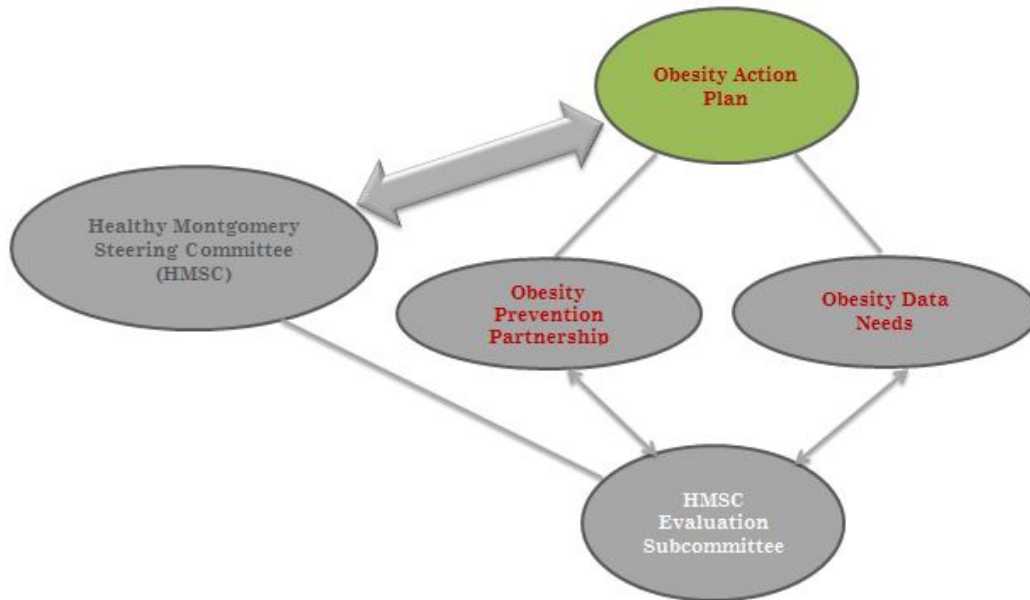 Obesity Action
Plan
Healthy Montgomery
Steering Committee
(HMSC)
Obesity
Prevention
Partnership
Obesity Data
Needs
HMSC
Evaluation
Subcommittee